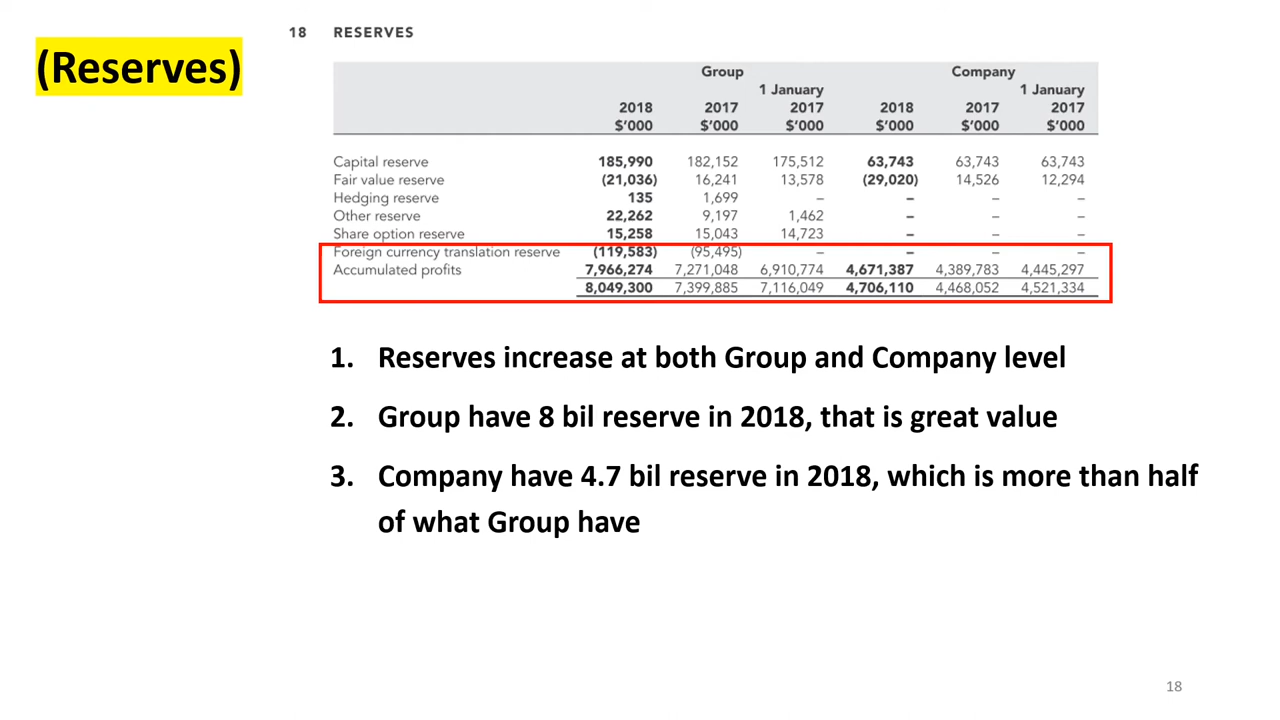 (Reserves)
18 RESERVES
Group Company
1 January 1 January
2018 2017 2017 2018 2017 2017
$'000 $'000 $'000 $'000 $'000 $'000
Capital reserve 185,990 182,152 175,512 63,743 63,743 63,743
Fair value reserve (21,036) 16,241 13,578 (29,020) 14,526 12,294
Hedging reserve 135 1,699 – – – –
Other reserve 22,262 9,197 1,462 – – –
Share option reserve 15,258 15,043 14,723 – – –
Foreign currency translation reserve (119,583) (95,495) – – – –
Accumulated profits 7,966,274 7,271,048 6,910,774 4,671,387 4,389,783 4,445,297
8,049,300 7,399,885 7,116,049 4,706,110 4,468,052 4,521,334
1. Reserves increase at both Group and Company level
2. Group have 8 bil reserve in 2018, that is great value
3. Company have 4.7 bil reserve in 2018, which is more than half
of what Group have
18